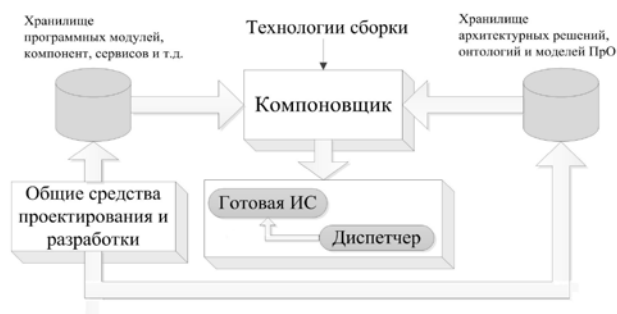 Хранилище
программных модулей,
компонент, сервисов и т.д.
Технологии сборки
Хранилище
архитектурных решений,
онтологий и моделей ПрО
Компоновщик
Общие средства
проектирования и
разработки
Готовая ИС
Диспетчер